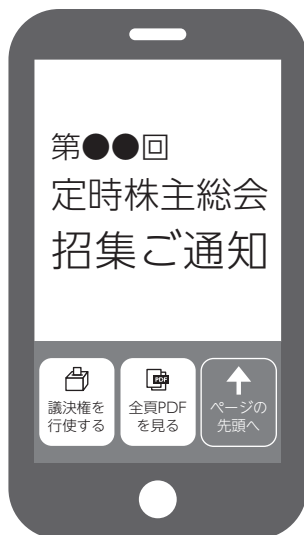 第●●回
定時株主総会
招集ご通知
議決権を
行使する
PDF
全頁PDF
を見る
ページの
先頭へ